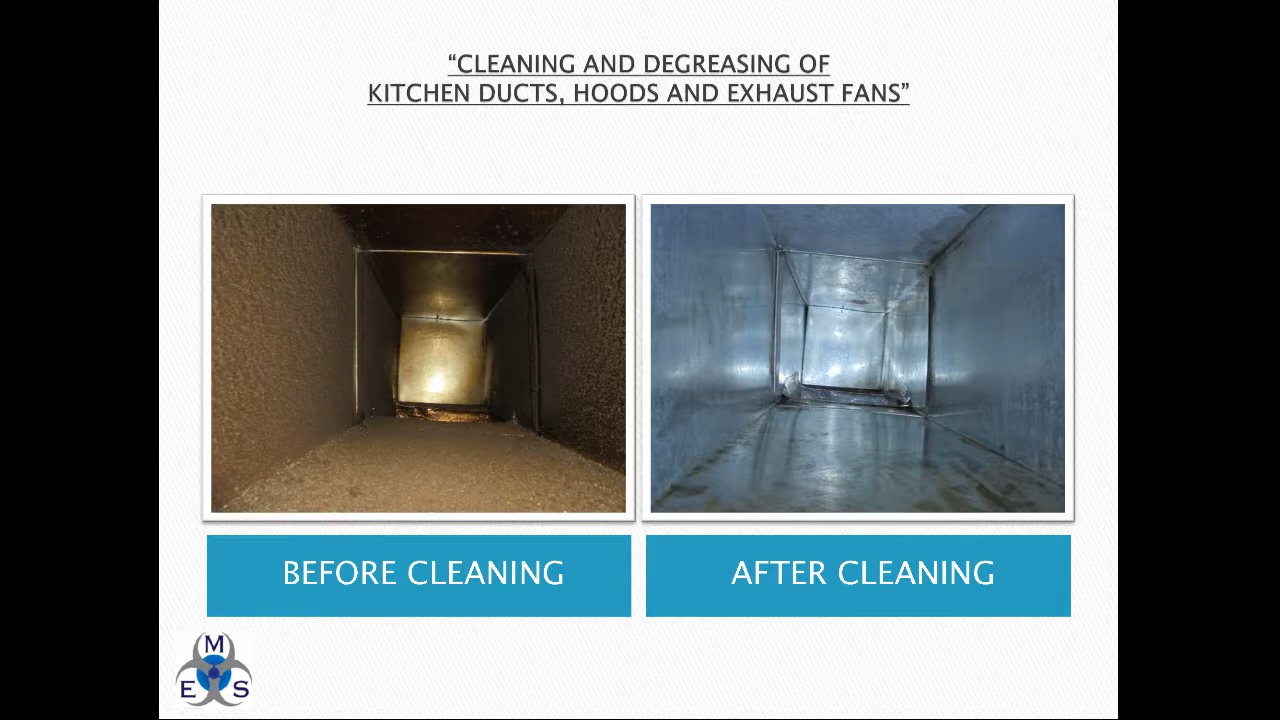 “CLEANING AND DEGREASING OF
KITCHEN DUCTS, HOODS AND EXHAUST FANS”
BEFORE CLEANING
AFTER CLEANING
M
E S